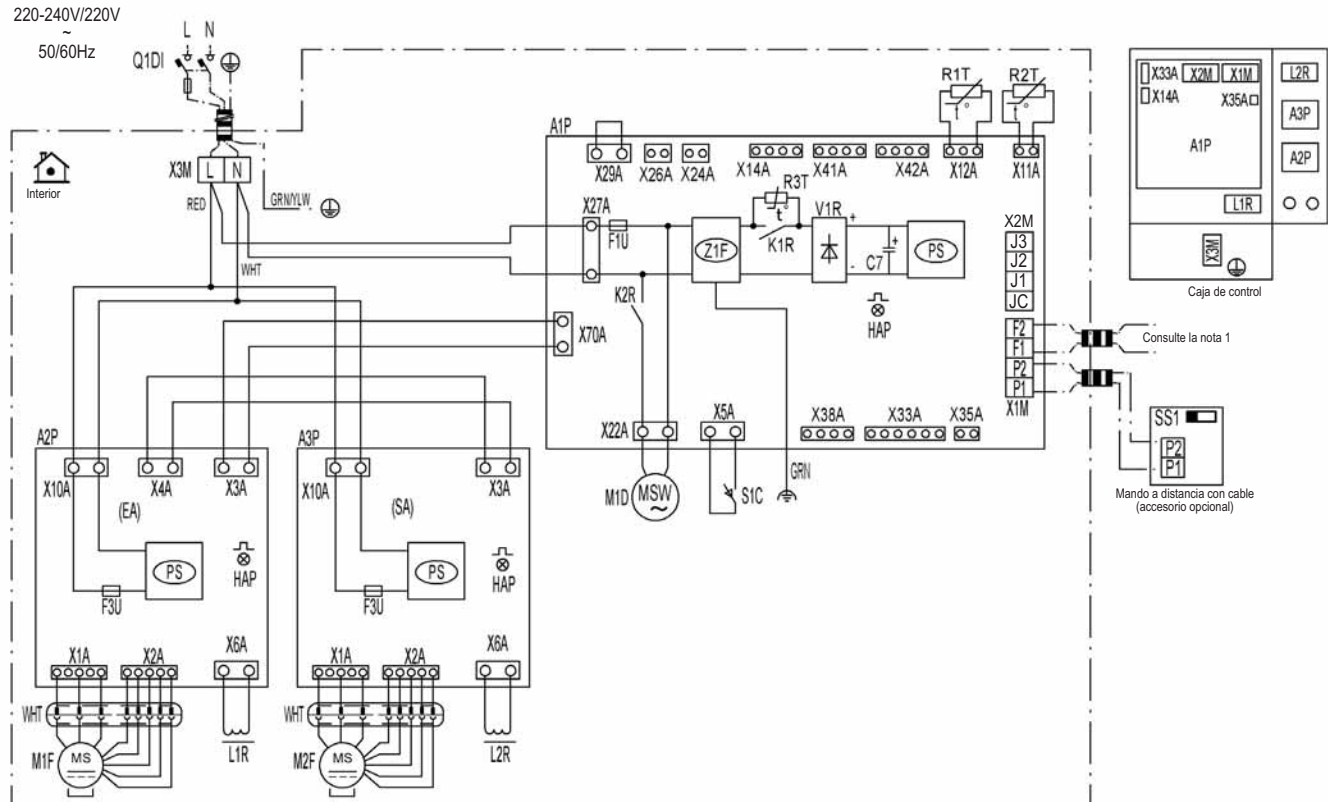 220-240V/220V
~
50/60Hz
L N
Q1DI
Interior
X3M L N
RED
GRN/YLW
WHT
A1P
R1T
R2T
t°
t°
X29A X26A X24A X14A X41A X42A X12A X11A
X27A
F1U
R3T
t°
K1R
Z1F
V1R
+
-
+
C7
PS
K2R
HAP
X70A
X2M
J3
J2
J1
JC
F2
F1
P2
P1
X1M
Consulte la nota 1
X22A X5A X38A X33A X35A
M1D
MSW
~
S1C
GRN
X33A X2M X1M
X14A X35A
A1P
L1R
X3M
L2R
A3P
A2P
Caja de control
SS1
P2
P1
Mando a distancia con cable
(accesorio opcional)
A2P
X10A X4A X3A
(EA)
PS
HAP
F3U
X1A X2A X6A
WHT
M1F
MS
L1R
A3P
X10A X3A
(SA)
PS
HAP
F3U
X1A X2A X6A
WHT
M2F
MS
L2R